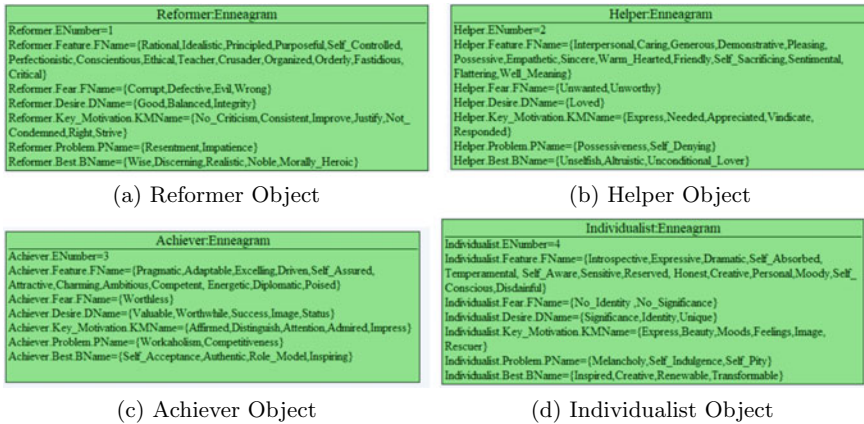 Reformer:Enneagram
Reformer.ENumber=1
Reformer.Feature.FName={Rational,Idealistic,Principled,Purposeful,Self_Controlled,
Perfectionistic,Conscientious,Ethical,Teacher,Crusader,Organized,Orderly,Fastidious,
Critical}
Reformer.Fear.FName={Corrupt,Defective,Evil,Wrong}
Reformer.Desire.DName={Good,Balanced,Integrity}
Reformer.Key_Motivation.KMName={No_Criticism,Consistent,Improve,Justify,Not_
Condemned,Right,Strive}
Reformer.Problem.PName={Resentment,Impatience}
Reformer.Best.BName={Wise,Discerning,Realistic,Noble,Morally_Heroic}
(a) Reformer Object
Helper:Enneagram
Helper.ENumber=2
Helper.Feature.FName={Interpersonal,Caring,Generous,Demonstrative,Pleasing,
Possessive,Empathetic,Sincere,Warm_Hearted,Friendly,Self_Sacrificing,Sentimental,
Flattering,Well_Meaning}
Helper.Fear.FName={Unwanted,Unworthy}
Helper.Desire.DName={Loved}
Helper.Key_Motivation.KMName={Express,Needed,Appreciated,Vindicate,
Responded}
Helper.Problem.PName={Possessiveness,Self_Denying}
Helper.Best.BName={Unselfish,Altruistic,Unconditional_Lover}
(b) Helper Object
Achiever:Enneagram
Achiever.ENumber=3
Achiever.Feature.FName={Pragmatic,Adaptable,Excelling,Driven,Self_Assured,
Attractive,Charming,Ambitious,Competent, Energetic,Diplomatic,Poised}
Achiever.Fear.FName={Worthless}
Achiever.Desire.DName={Valuable,Worthwhile,Success,Image,Status}
Achiever.Key_Motivation.KMName={Affirmed,Distinguish,Attention,Admired,Impress}
Achiever.Problem.PName={Workaholism,Competitiveness}
Achiever.Best.BName={Self_Acceptance,Authentic,Role_Model,Inspiring}
(c) Achiever Object
Individualist:Enneagram
Individualist.ENumber=4
Individualist.Feature.FName={Introspective,Expressive,Dramatic,Self_Absorbed,
Temperamental, Self_Aware,Sensitive,Reserved, Honest,Creative,Personal,Moody,Self_
Conscious,Disdainful}
Individualist.Fear.FName={No_Identity ,No_Significance}
Individualist.Desire.DName={Significance,Identity,Unique}
Individualist.Key_Motivation.KMName={Express,Beauty,Moods,Feelings,Image,
Rescuer}
Individualist.Problem.PName={Melancholy,Self_Indulgence,Self_Pity}
Individualist.Best.BName={Inspired,Creative,Renewable,Transformable}
(d) Individualist Object